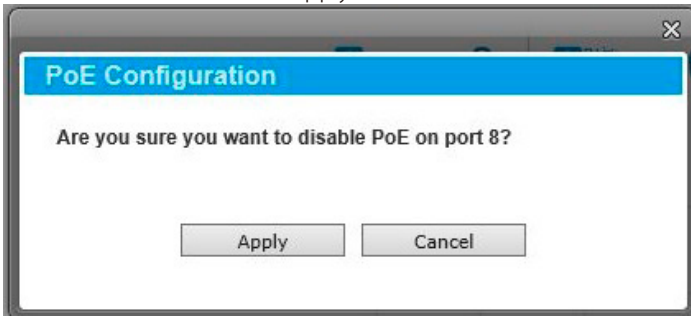 PoE Configuration
Are you sure you want to disable PoE on port 8?
Apply
Cancel